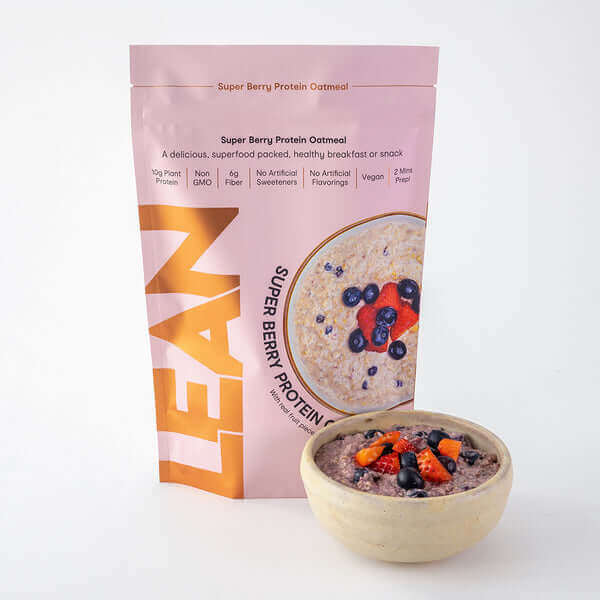 Super Berry Protein Oatmeal
Super Berry Protein Oatmeal
A delicious, superfood packed, healthy breakfast or snack
10g Plant Protein
Non GMO
6g Fiber
No Artificial Sweeteners
No Artificial Flavorings
Vegan
2 Mins Prep!
LEAN
SUPER BERRY PROTEIN
With real fruit